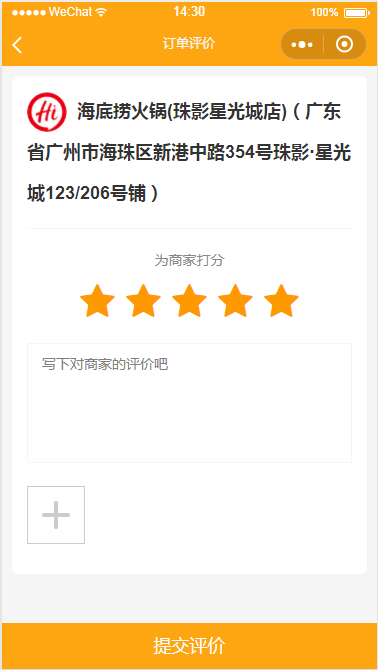 WeChat 14:30 100%
订单评价
Hi 海底捞火锅(珠影星光城店) ( 广东
省广州市海珠区新港中路354号珠影·星光
城123/206号铺 )
为商家打分
写下对商家的评价吧
提交评价